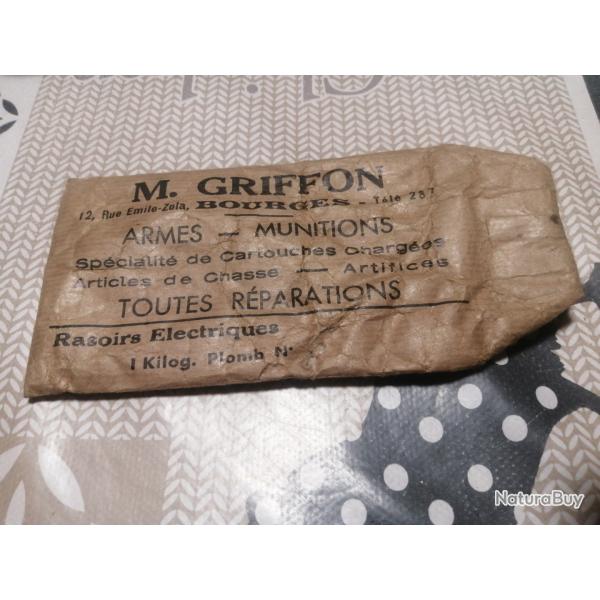 M. GRIFFON
12, Rue Emile-Zola, BOURGES - Télé 287
ARMES — MUNITIONS
Spécialité de Cartouches Chargées
Articles de Chasse — Artifices
TOUTES RÉPARATIONS
Rasoirs Electriques
1 Kilog. Plomb N°
NaturaBuy